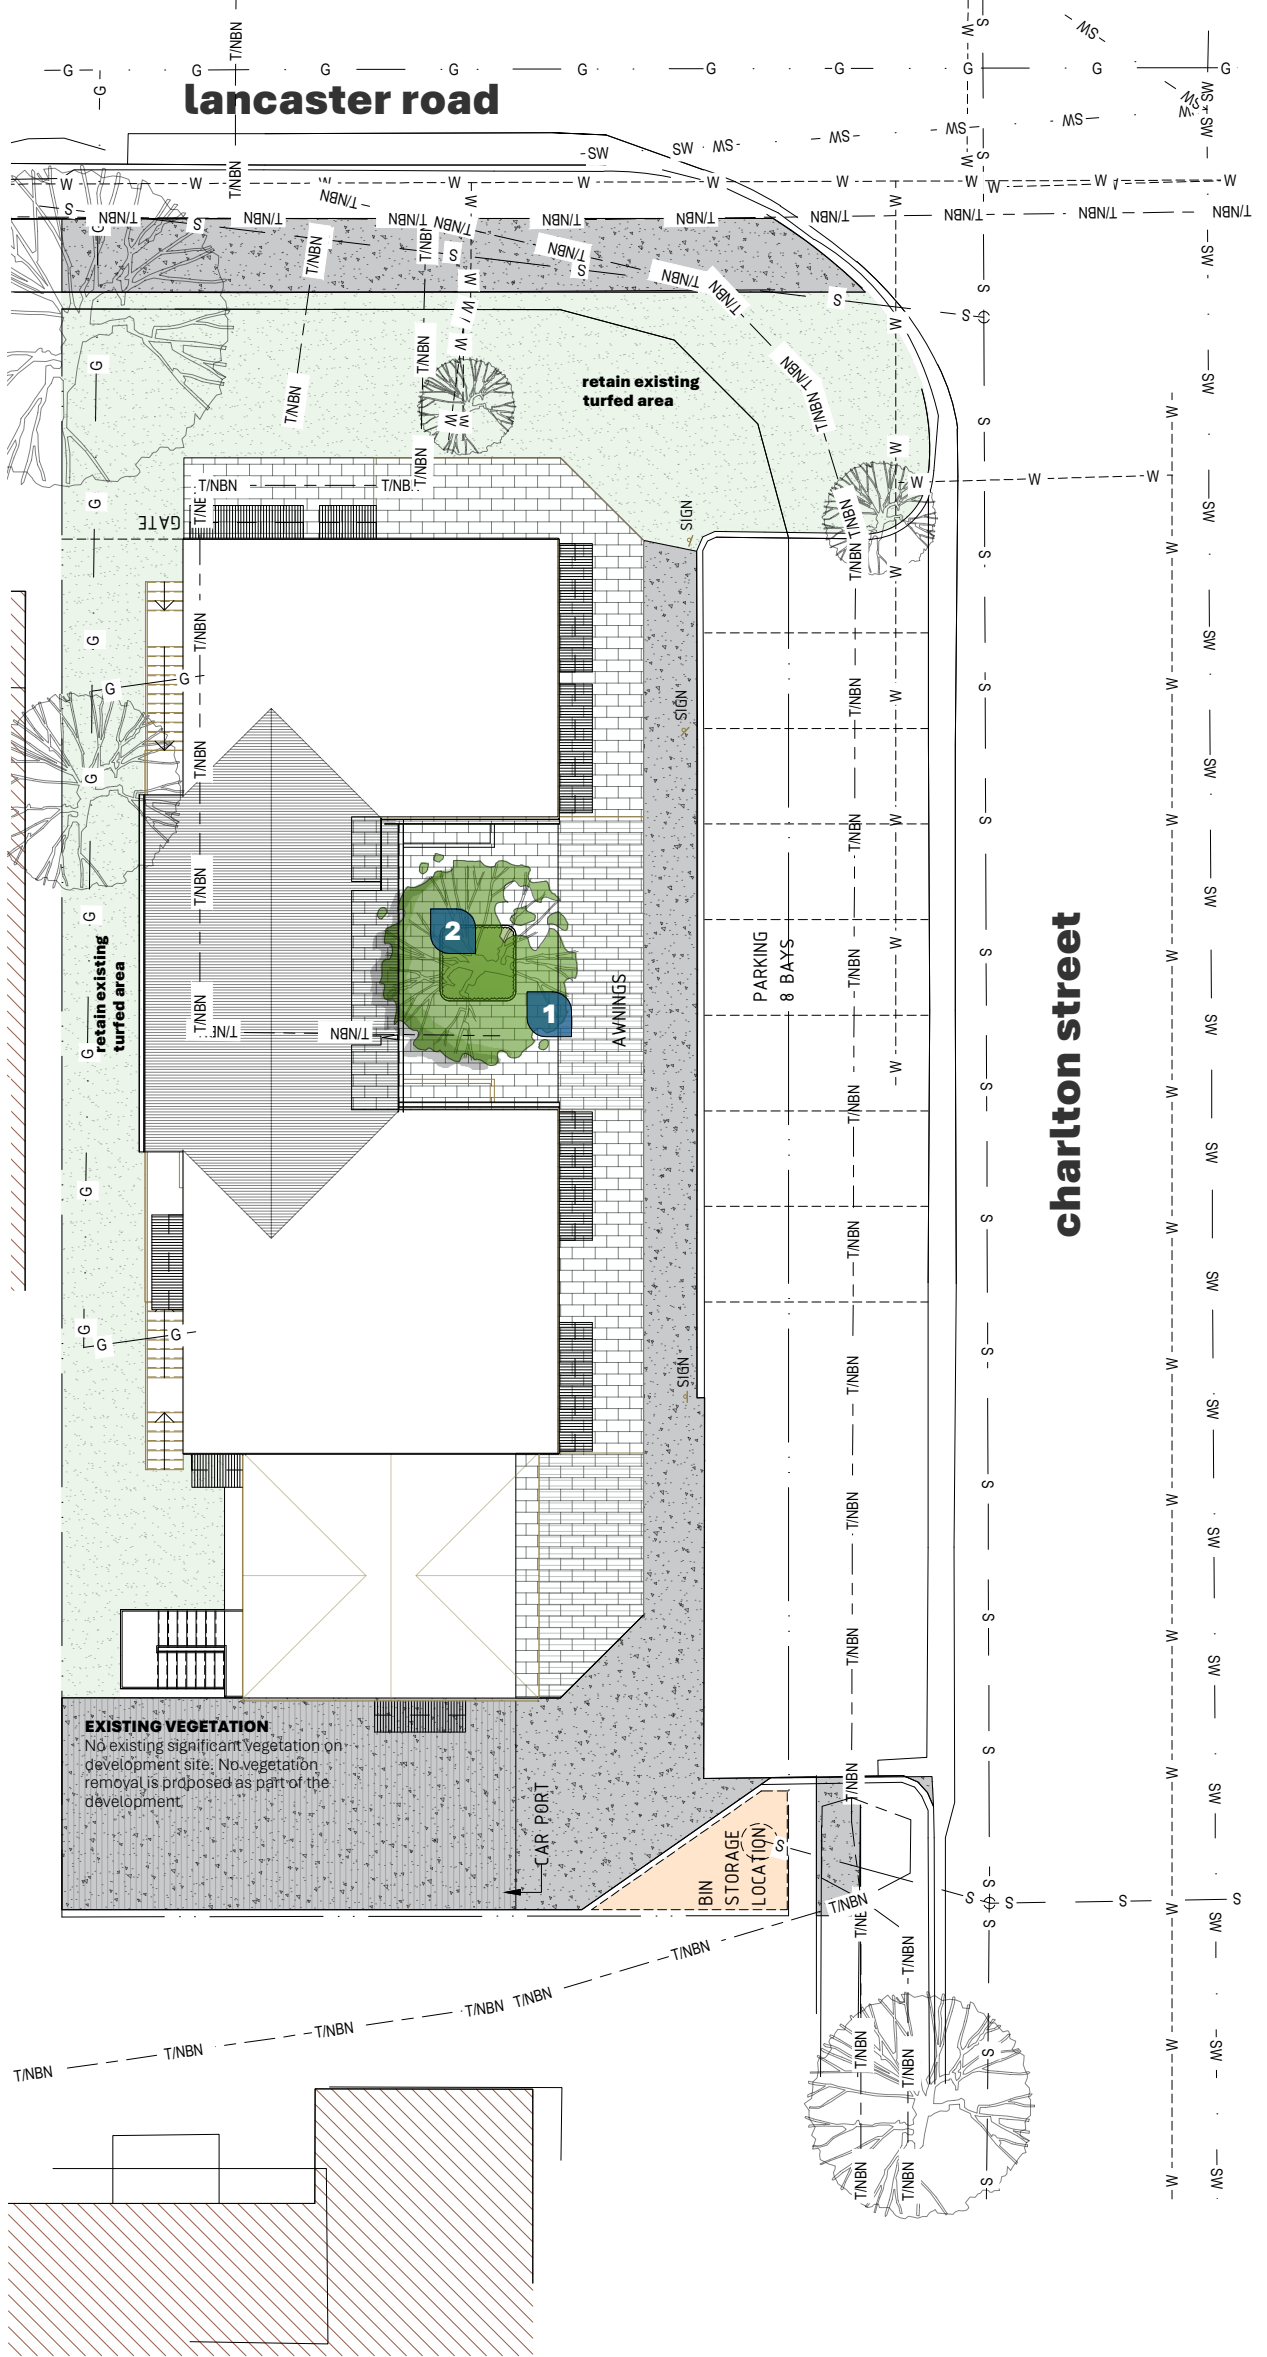 lancaster road
retain existing
turfed area
GATE
SIGN
SIGN
2
1
AWNINGS
PARKING
8 BAYS
charlton street
retain existing
turfed area
SIGN
EXISTING VEGETATION
No existing significant vegetation on
development site. No vegetation
removal is proposed as part of the
development.
CAR PORT
BIN
STORAGE
LOCATION
G
W
S
SW
T/NBN